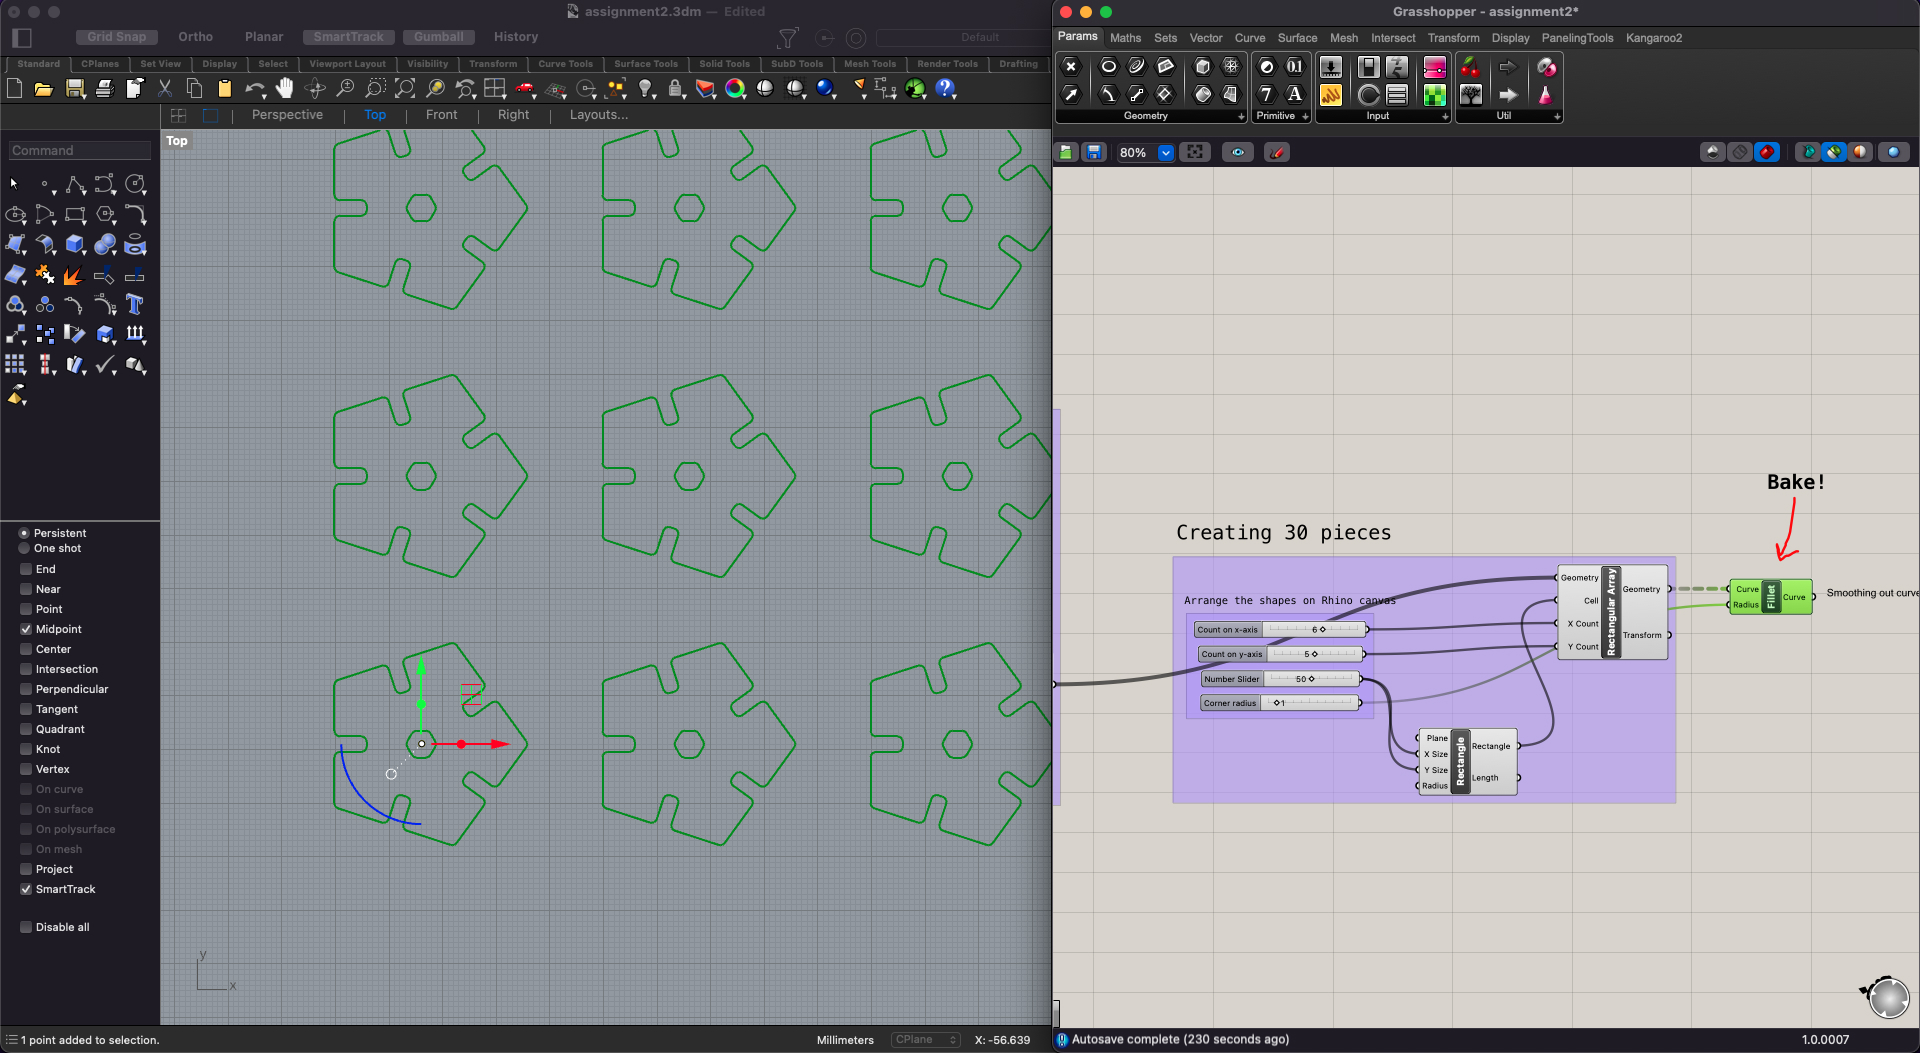 assignment2.3dm — Edited
Grid Snap
Ortho
Planar
SmartTrack
Gumball
History
Default
Standard
CPlanes
Set View
Display
Select
Viewport Layout
Visibility
Transform
Curve Tools
Surface Tools
Solid Tools
SubD Tools
Mesh Tools
Render Tools
Drafting
Perspective
Top
Front
Right
Layouts...
Command
Top
Persistent
One shot
End
Near
Point
Midpoint
Center
Intersection
Perpendicular
Tangent
Quadrant
Knot
Vertex
On curve
On surface
On polysurface
On mesh
Project
SmartTrack
Disable all
y
x
1 point added to selection.
Millimeters
CPlane
X: -56.639
Grasshopper - assignment2*
Params
Maths
Sets
Vector
Curve
Surface
Mesh
Intersect
Transform
Display
PanelingTools
Kangaroo2
Geometry
Primitive
Input
Util
80%
Bake!
Creating 30 pieces
Arrange the shapes on Rhino canvas
Count on x-axis
6
Count on y-axis
5
Number Slider
50
Corner radius
1
Geometry
Cell
X Count
Y Count
Rectangular Array
Geometry
Transform
Curve
Radius
Fillet
Curve
Smoothing out curve
Plane
X Size
Y Size
Radius
Rectangle
Rectangle
Length
Autosave complete (230 seconds ago)
1.0.0007